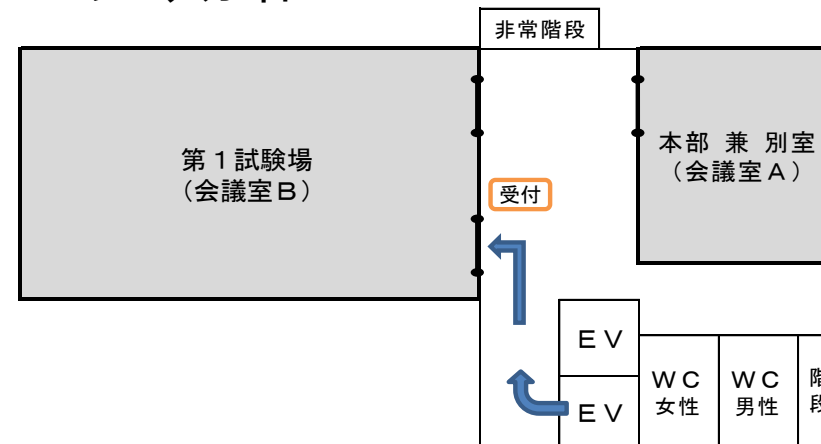 非常階段
第１試験場
（会議室Ｂ）
本部 兼 別室
（会議室Ａ）
受付
ＥＶ
ＥＶ
ＷＣ
女性
ＷＣ
男性
階
段